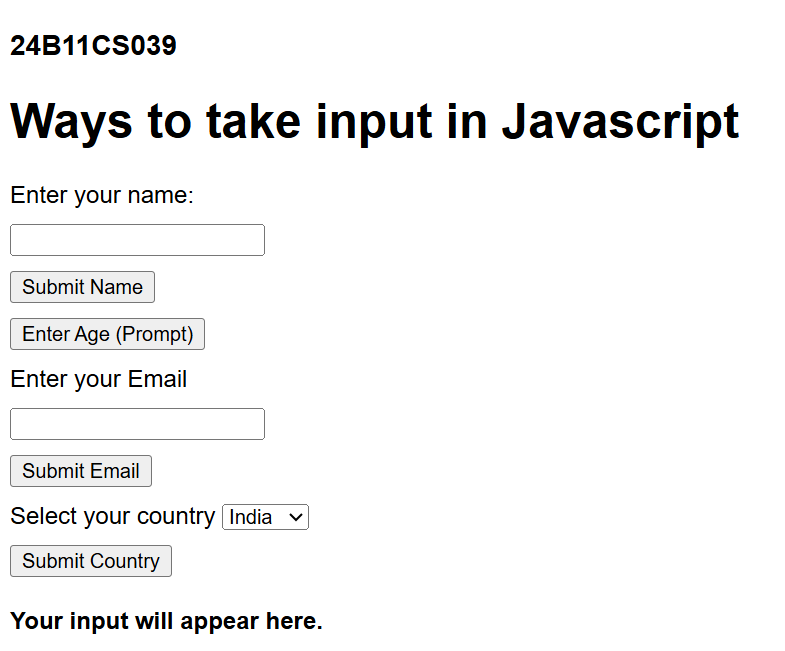 24B11CS039
Ways to take input in Javascript
Enter your name:
Submit Name
Enter Age (Prompt)
Enter your Email
Submit Email
Select your country India
Submit Country
Your input will appear here.